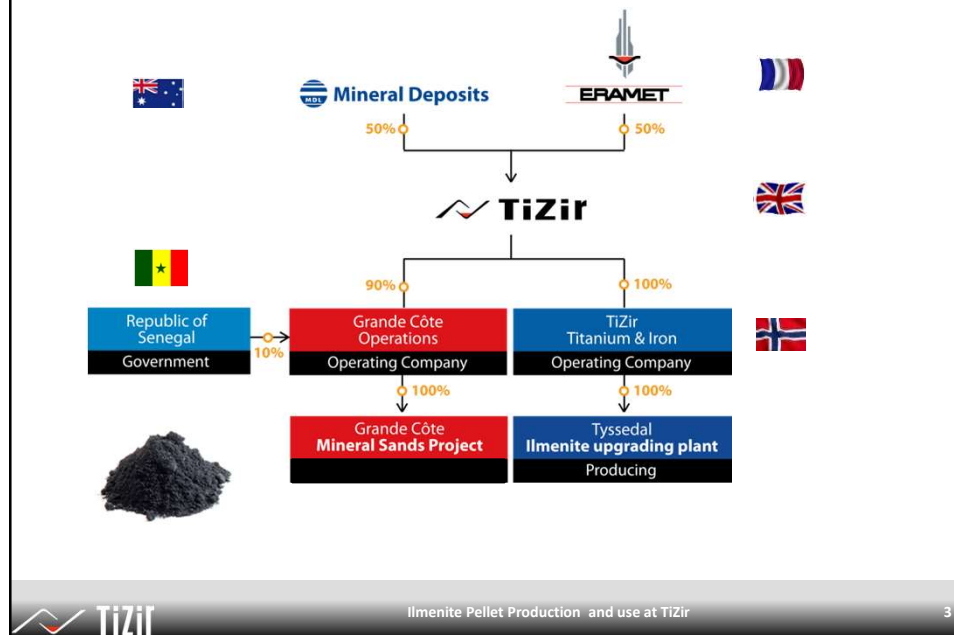 MDL Mineral Deposits
ERAMET
50%
50%
TiZir
90%
100%
Republic of
Senegal
Government
10%
Grande Côte
Operations
Operating Company
TiZir
Titanium & Iron
Operating Company
100%
100%
Grande Côte
Mineral Sands Project
Tyssedal
Ilmenite upgrading plant
Producing
TiZir
Ilmenite Pellet Production and use at TiZir
3